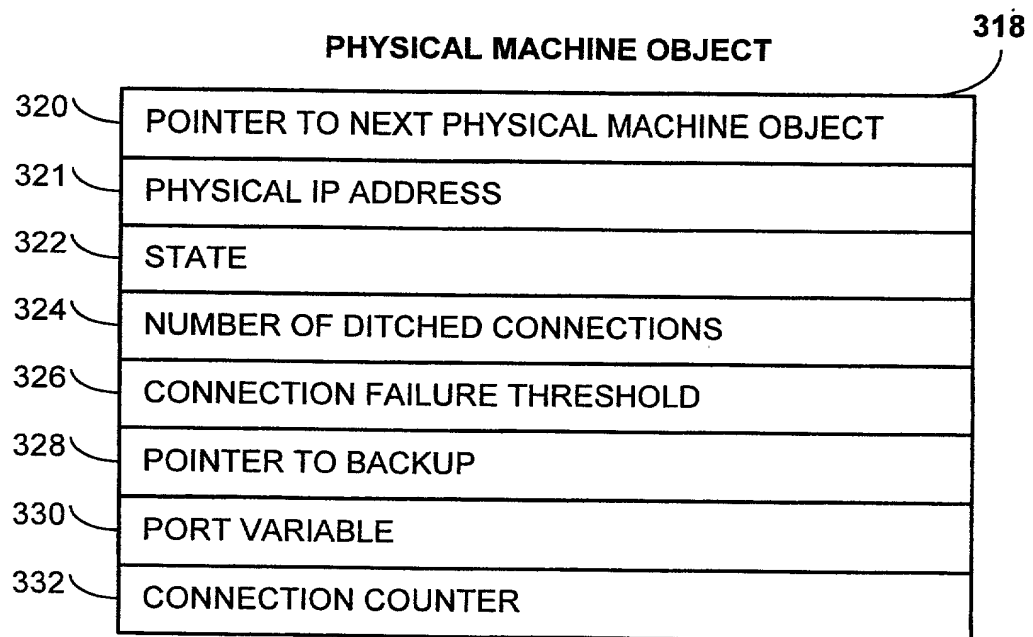 318
PHYSICAL MACHINE OBJECT
320 POINTER TO NEXT PHYSICAL MACHINE OBJECT
321 PHYSICAL IP ADDRESS
322 STATE
324 NUMBER OF DITCHED CONNECTIONS
326 CONNECTION FAILURE THRESHOLD
328 POINTER TO BACKUP
330 PORT VARIABLE
332 CONNECTION COUNTER